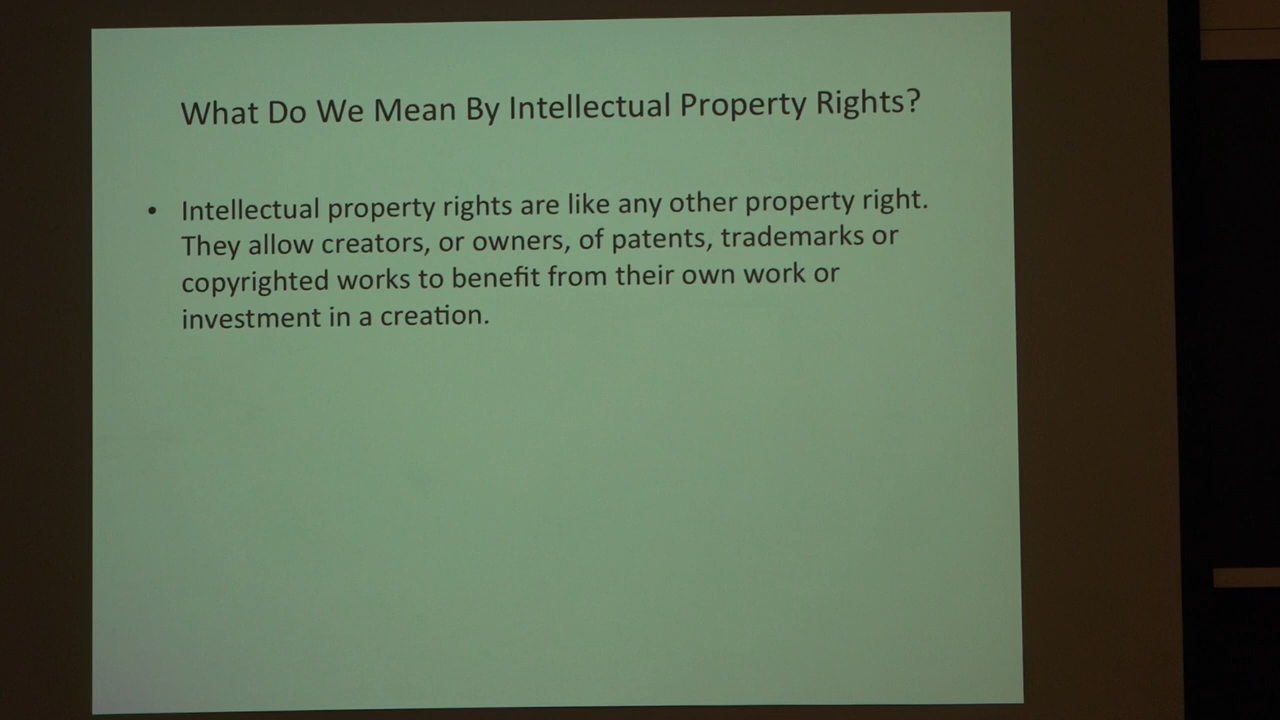 What Do We Mean By Intellectual Property Rights?
• Intellectual property rights are like any other property right.
They allow creators, or owners, of patents, trademarks or
copyrighted works to benefit from their own work or
investment in a creation.